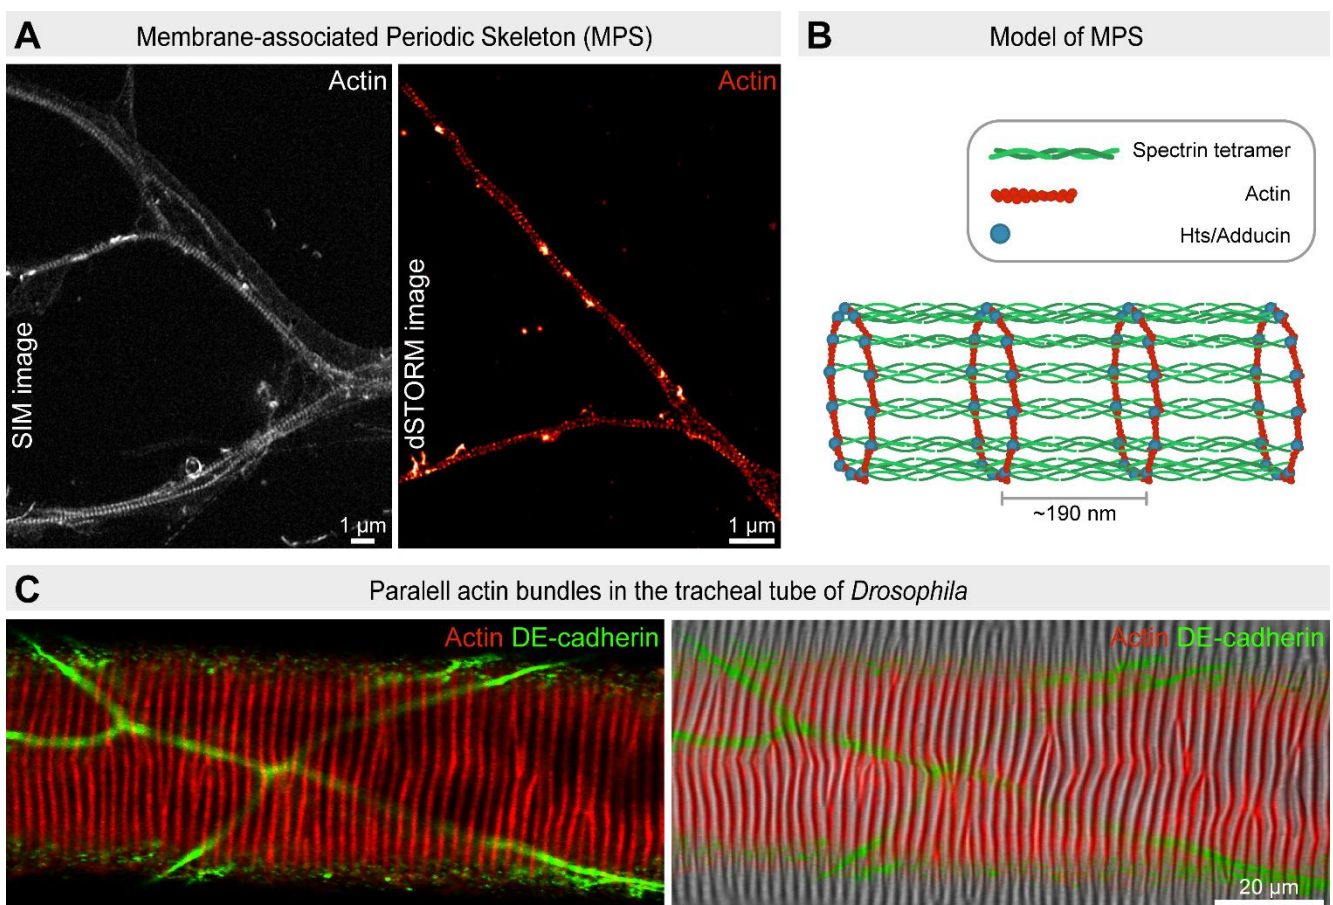 A
Membrane-associated Periodic Skeleton (MPS)
Actin
SIM image
1 µm
Actin
dSTORM image
1 µm
B
Model of MPS
Spectrin tetramer
Actin
Hts/Adducin
~190 nm
C
Paralell actin bundles in the tracheal tube of Drosophila
Actin DE-cadherin
Actin DE-cadherin
20 µm